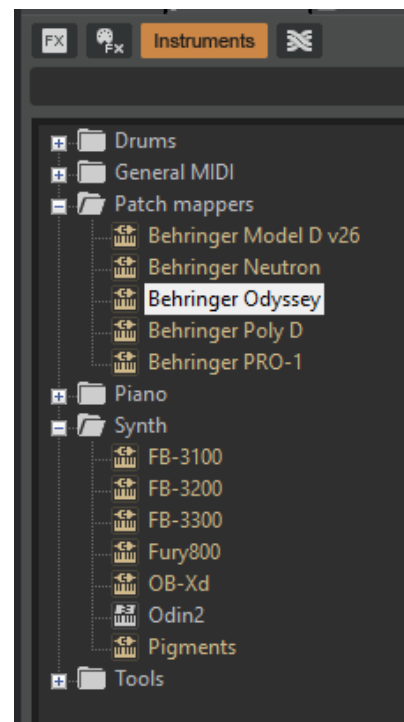 FX
FX
Instruments
Drums
General MIDI
Patch mappers
Behringer Model D v26
Behringer Neutron
Behringer Odyssey
Behringer Poly D
Behringer PRO-1
Piano
Synth
FB-3100
FB-3200
FB-3300
Fury800
OB-Xd
Odin2
Pigments
Tools